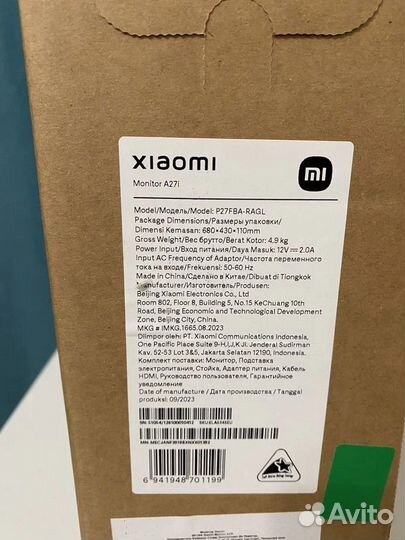 xiaomi
mi
Monitor A27i
Model/Модель/Model: P27FBA-RAGL
Package Dimensions/Размеры упаковки/
Dimensi Kemasan: 680×430×110mm
Gross Weight/Вес брутто/Berat Kotor: 4.9 kg
Power Input/Вход питания/Daya Masuk: 12V ⎓ 2.0A
Input AC Frequency of Adaptor/Частота переменного
тока на входе/Frekuensi: 50-60 Hz
Made in China/Сделано в Китае/Dibuat di Tiongkok
Manufacturer/Изготовитель/Produsen:
Beijing Xiaomi Electronics Co., Ltd
Room 802, Floor 8, Building 5, No.15 KeChuang 10th
Road, Beijing Economic and Technological Development
Zone, Beijing City, China.
MKG # IMKG.1665.08.2023
Diimpor oleh: PT. Xiaomi Communications Indonesia,
One Pacific Place Suite 9-H,I,J,K,F Jl. Jenderal Sudirman
Kav. 52-53 Lot 3&5, Jakarta Selatan 12190, Indonesia.
Комплект поставки: Монитор, Подставка
электропитания, Стойка, Адаптер питания, Кабель
HDMI, Руководство пользователя, Гарантийное
уведомление
Date of manufacture / Дата изготовления / Tanggal
produksi: 09/2023
6 941948 701199
Avito